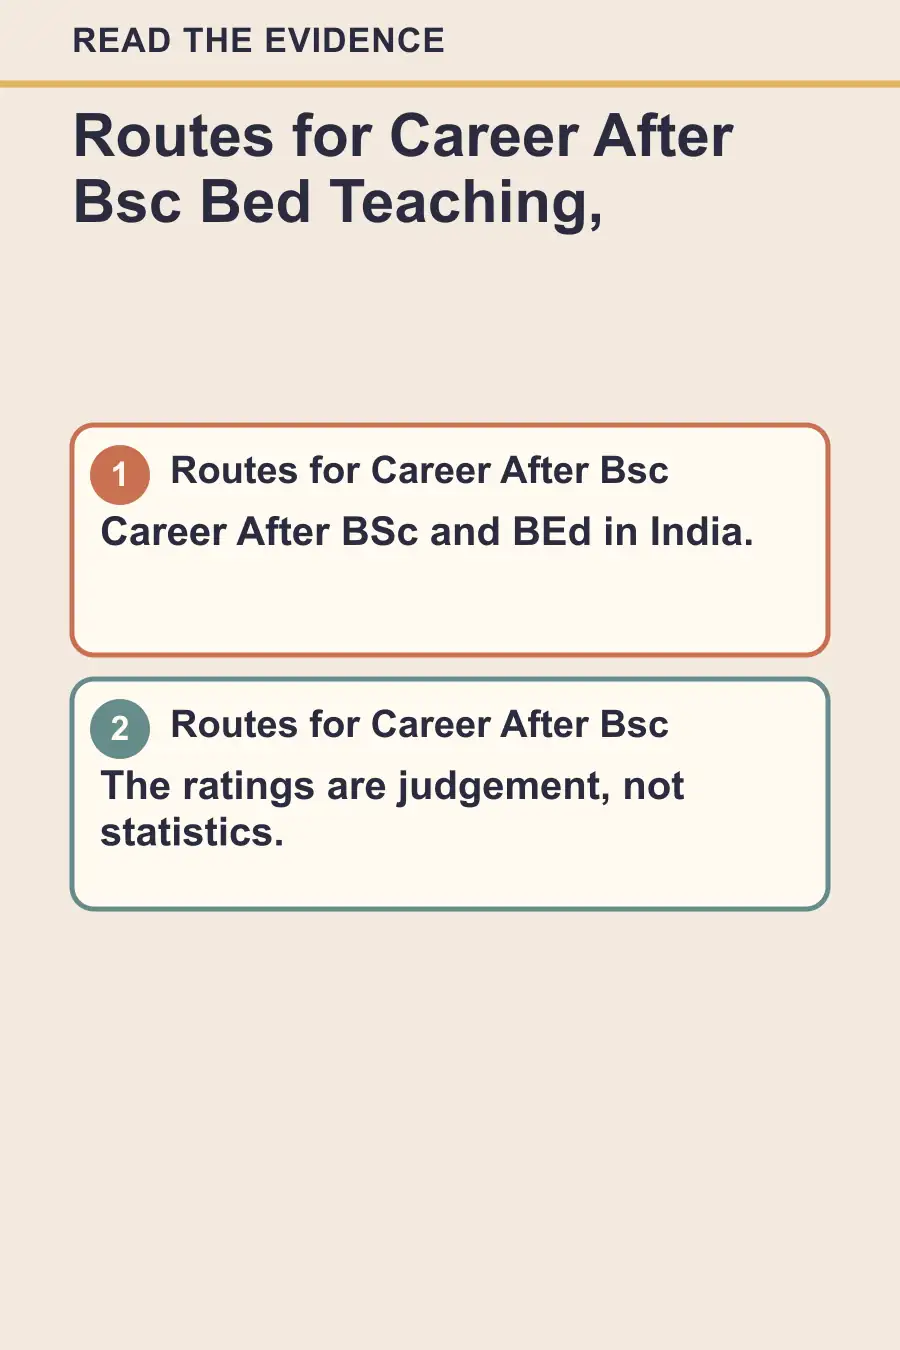 READ THE EVIDENCE
Routes for Career After
Bsc Bed Teaching,
1
Routes for Career After Bsc
Career After BSc and BEd in India.
2
Routes for Career After Bsc
The ratings are judgement, not
statistics.